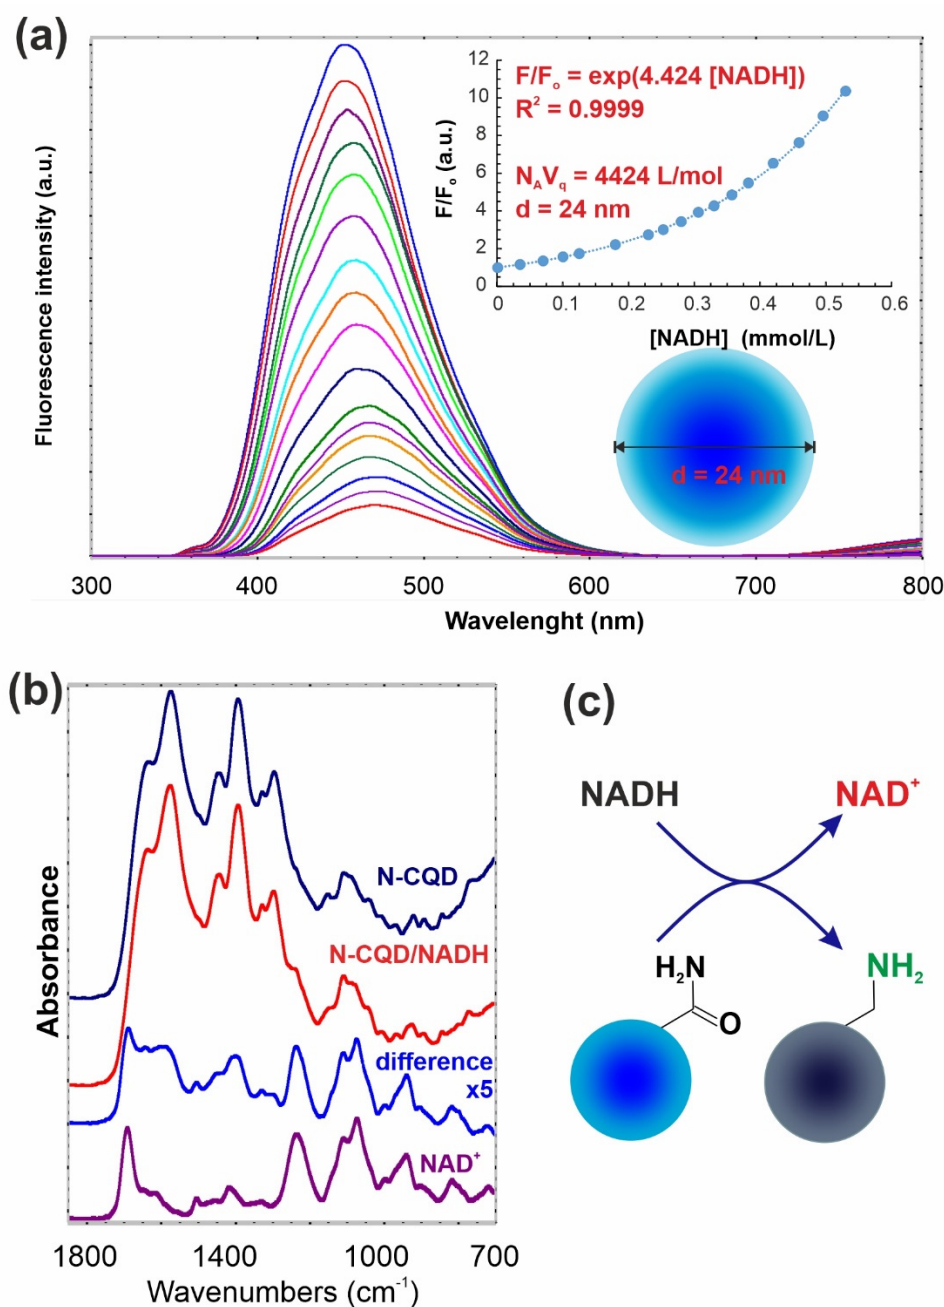 (a)
Fluorescence intensity (a.u.)
F/Fₒ = exp(4.424 [NADH])
R² = 0.9999
N_AV_q = 4424 L/mol
d = 24 nm
F/Fₒ (a.u.)
12
10
8
6
4
2
0
0 0.1 0.2 0.3 0.4 0.5 0.6
[NADH] (mmol/L)
d = 24 nm
300 400 500 600 700 800
Wavelenght (nm)
(b)
Absorbance
N-CQD
N-CQD/NADH
difference
x5
NAD⁺
1800 1400 1000 700
Wavenumbers (cm⁻¹)
(c)
NADH NAD⁺
H₂N
O
NH₂